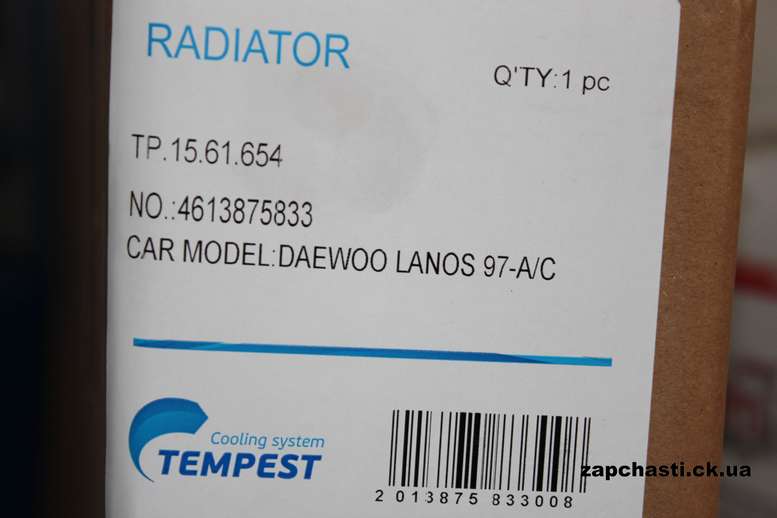 RADIATOR
Q'TY:1 pc
TP.15.61.654
NO.:4613875833
CAR MODEL:DAEWOO LANOS 97-A/C
Cooling system
TEMPEST
2 013875 833008
zapchasti.ck.ua